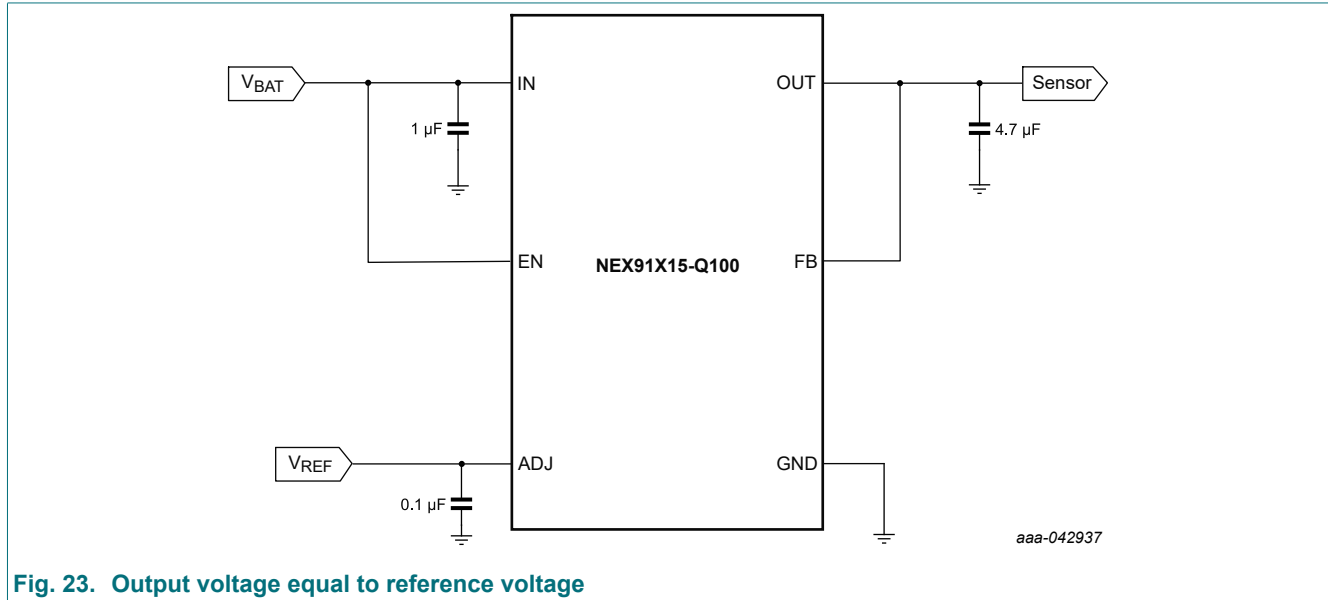 VBAT
IN
OUT
Sensor
1 µF
4.7 µF
EN
NEX91X15-Q100
FB
VREF
ADJ
GND
0.1 µF
aaa-042937
Fig. 23. Output voltage equal to reference voltage